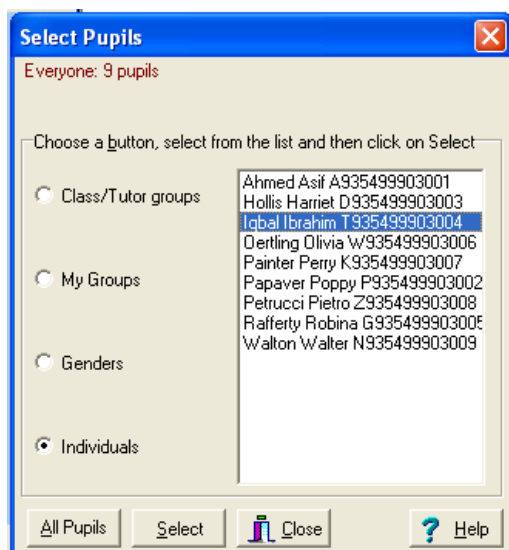 Select Pupils
Everyone: 9 pupils
Choose a button, select from the list and then click on Select
Class/Tutor groups
My Groups
Genders
Individuals
Ahmed Asif A935499903001
Hollis Harriet D935499903003
Iqbal Ibrahim T935499903004
Oertling Olivia W935499903006
Painter Perry K935499903007
Papaver Poppy P935499903002
Petrucci Pietro Z935499903008
Rafferty Robina G935499903005
Walton Walter N935499903009
All Pupils Select Close ? Help